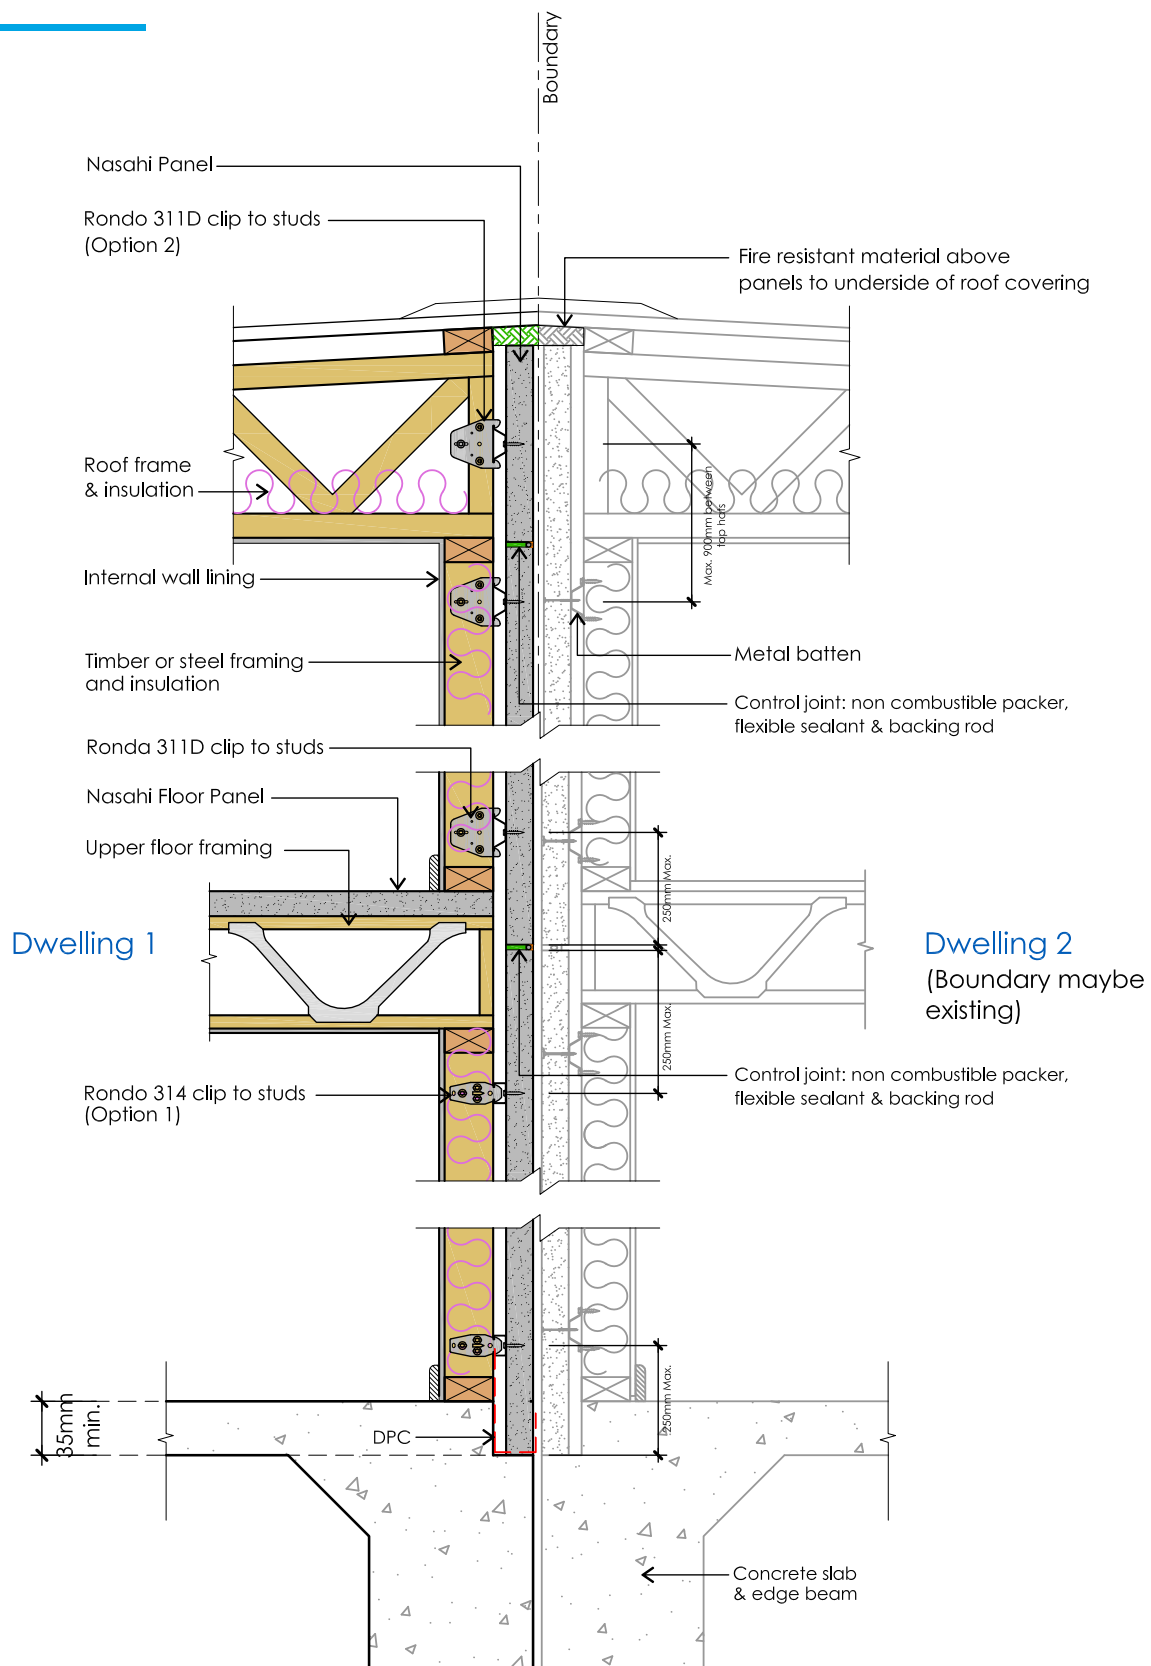 Boundary
Nasahi Panel
Rondo 311D clip to studs
(Option 2)
Fire resistant material above
panels to underside of roof covering
Roof frame
& insulation
Max. 900mm between
top hats
Internal wall lining
Timber or steel framing
and insulation
Metal batten
Control joint: non combustible packer,
flexible sealant & backing rod
Ronda 311D clip to studs
Nasahi Floor Panel
Upper floor framing
250mm Max.
Dwelling 1
Dwelling 2
(Boundary maybe
existing)
250mm Max.
Rondo 314 clip to studs
(Option 1)
Control joint: non combustible packer,
flexible sealant & backing rod
250mm Max.
35mm
min.
DPC
Concrete slab
& edge beam